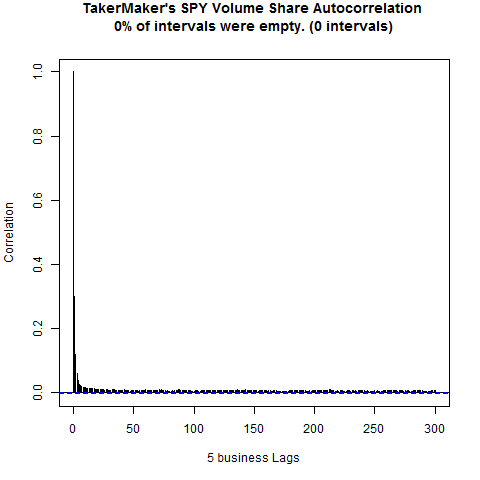 TakerMaker's SPY Volume Share Autocorrelation
0% of intervals were empty. (0 intervals)
1.0
0.8
0.6
0.4
0.2
0.0
Correlation
0 50 100 150 200 250 300
5 business Lags